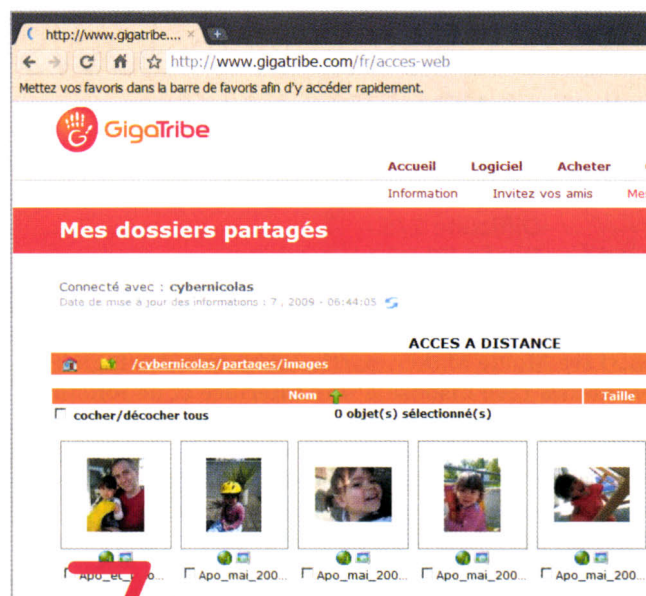 http://www.gigatribe....
http://www.gigatribe.com/fr/acces-web
Mettez vos favoris dans la barre de favoris afin d'y accéder rapidement.
GigaTribe
Accueil Logiciel Acheter
Information Invitez vos amis Me
Mes dossiers partagés
Connecté avec : cybernicolas
Date de mise a jour des informations : 7 , 2009 - 06:44:05
ACCES A DISTANCE
/cybernicolas/partages/images
Nom Taille
cocher/décocher tous 0 objet(s) sélectionné(s)
Apo_mai_200... Apo_mai_200... Apo_mai_200... Apo_mai_200...
7